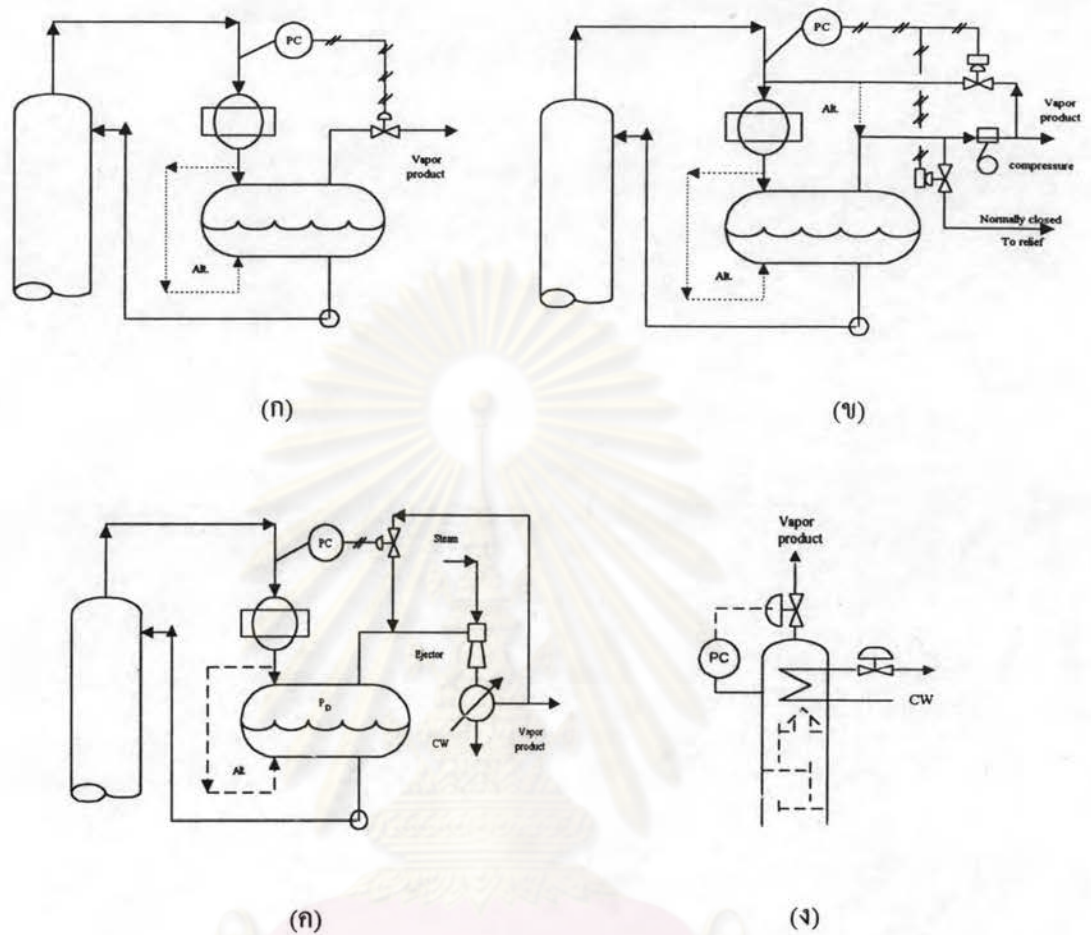 PC
Alt.
Vapor
product
(ก)
PC
Alt.
Vapor
product
compressure
Normally closed
To relief
Alt.
(ข)
PC
Steam
Ejector
P_D
Alt.
CW
Vapor
product
(ค)
Vapor
product
PC
CW
(ง)